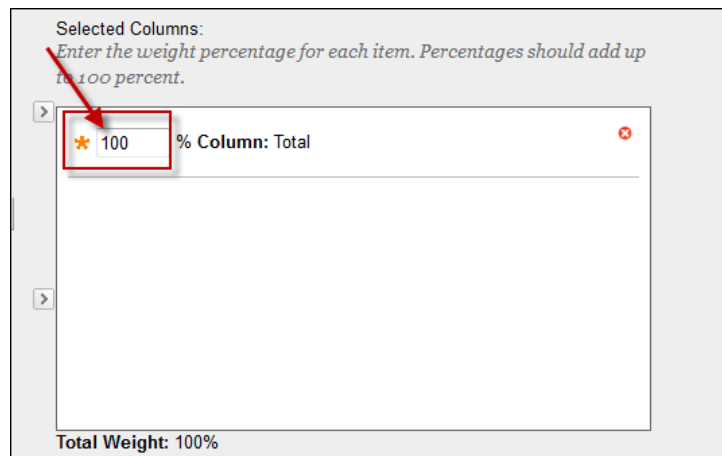 Selected Columns:
Enter the weight percentage for each item. Percentages should add up
to 100 percent.
* 100 % Column: Total
Total Weight: 100%